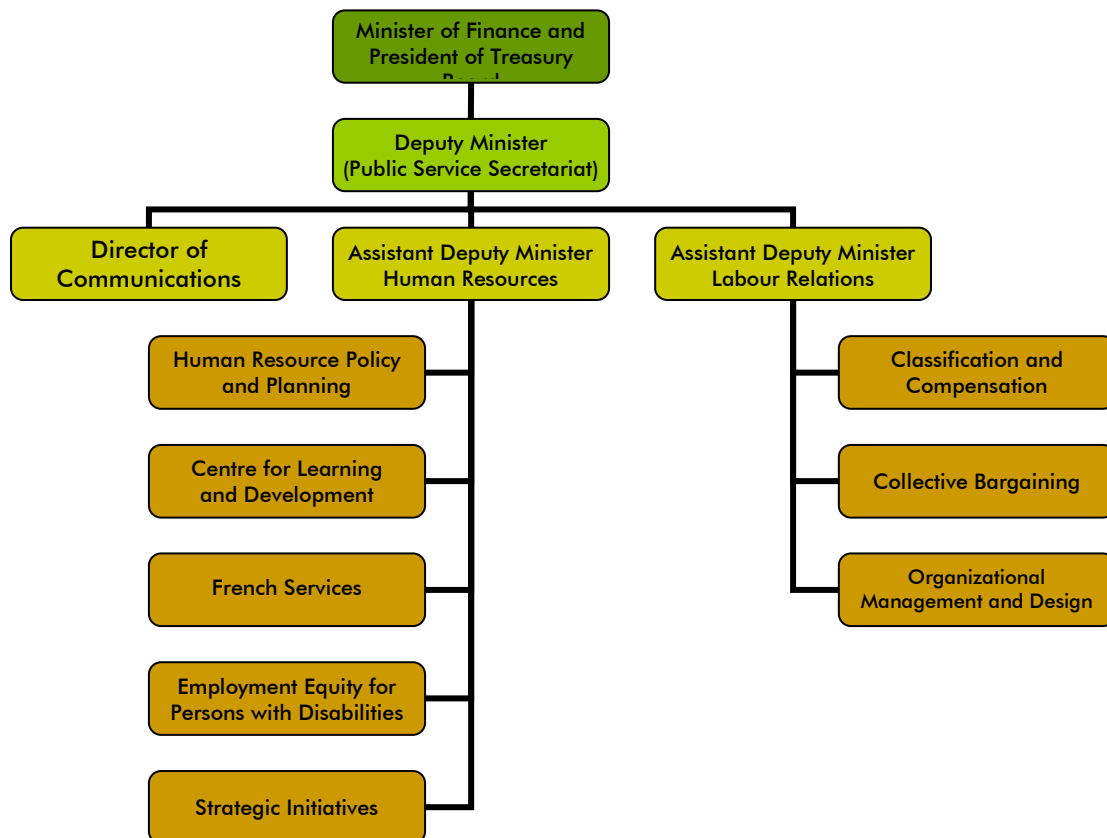 Minister of Finance and
President of Treasury
Deputy Minister
(Public Service Secretariat)
Director of
Communications
Assistant Deputy Minister
Human Resources
Assistant Deputy Minister
Labour Relations
Human Resource Policy
and Planning
Centre for Learning
and Development
French Services
Employment Equity for
Persons with Disabilities
Strategic Initiatives
Classification and
Compensation
Collective Bargaining
Organizational
Management and Design